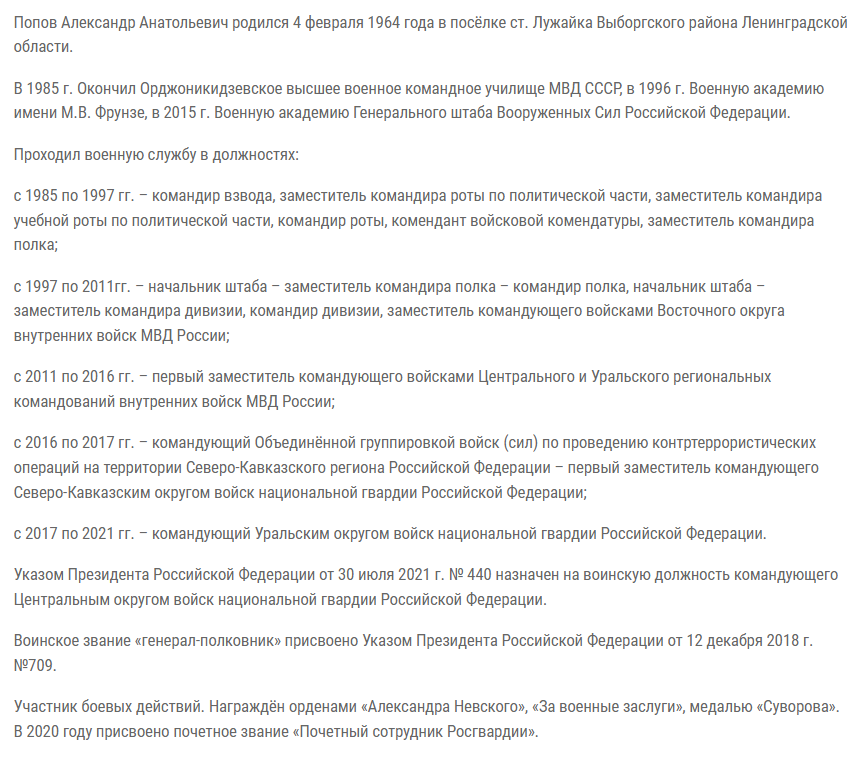 Попов Александр Анатольевич родился 4 февраля 1964 года в посёлке ст. Лужайка Выборгского района Ленинградской
области.
В 1985 г. Окончил Орджоникидзевское высшее военное командное училище МВД СССР, в 1996 г. Военную академию
имени М.В. Фрунзе, в 2015 г. Военную академию Генерального штаба Вооруженных Сил Российской Федерации.
Проходил военную службу в должностях:
с 1985 по 1997 гг. – командир взвода, заместитель командира роты по политической части, заместитель командира
учебной роты по политической части, командир роты, комендант войсковой комендатуры, заместитель командира
полка;
с 1997 по 2011гг. – начальник штаба – заместитель командира полка – командир полка, начальник штаба –
заместитель командира дивизии, командир дивизии, заместитель командующего войсками Восточного округа
внутренних войск МВД России;
с 2011 по 2016 гг. – первый заместитель командующего войсками Центрального и Уральского региональных
командований внутренних войск МВД России;
с 2016 по 2017 гг. – командующий Объединённой группировкой войск (сил) по проведению контртеррористических
операций на территории Северо-Кавказского региона Российской Федерации – первый заместитель командующего
Северо-Кавказским округом войск национальной гвардии Российской Федерации;
с 2017 по 2021 гг. – командующий Уральским округом войск национальной гвардии Российской Федерации.
Указом Президента Российской Федерации от 30 июля 2021 г. № 440 назначен на воинскую должность командующего
Центральным округом войск национальной гвардии Российской Федерации.
Воинское звание «генерал-полковник» присвоено Указом Президента Российской Федерации от 12 декабря 2018 г.
№709.
Участник боевых действий. Награждён орденами «Александра Невского», «За военные заслуги», медалью «Суворова».
В 2020 году присвоено почетное звание «Почетный сотрудник Росгвардии».